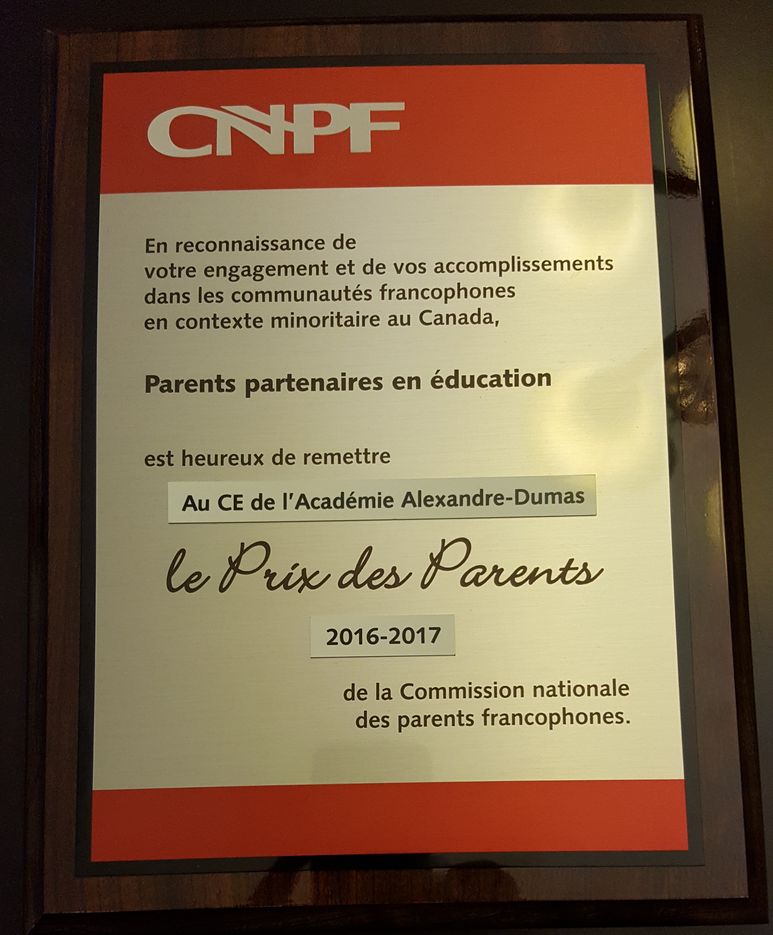 CNPF
En reconnaissance de
votre engagement et de vos accomplissements
dans les communautés francophones
en contexte minoritaire au Canada,
Parents partenaires en éducation
est heureux de remettre
Au CE de l'Académie Alexandre-Dumas
le Prix des Parents
2016-2017
de la Commission nationale
des parents francophones.